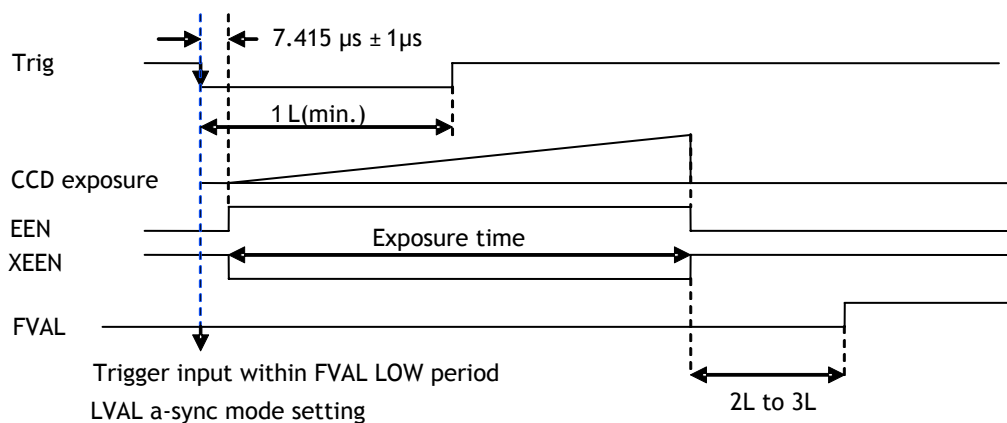 7.415 µs ± 1µs
Trig
1 L(min.)
CCD exposure
EEN
Exposure time
XEEN
FVAL
Trigger input within FVAL LOW period
2L to 3L
LVAL a-sync mode setting